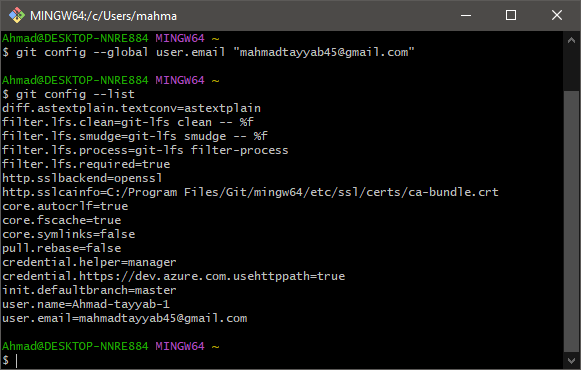 MINGW64:/c/Users/mahma
Ahmad@DESKTOP-NNRE884 MINGW64 ~
$ git config --global user.email "mahmadtayyab45@gmail.com"
Ahmad@DESKTOP-NNRE884 MINGW64 ~
$ git config --list
diff.astextplain.textconv=astextplain
filter.lfs.clean=git-lfs clean -- %f
filter.lfs.smudge=git-lfs smudge -- %f
filter.lfs.process=git-lfs filter-process
filter.lfs.required=true
http.sslbackend=openssl
http.sslcainfo=C:/Program Files/Git/mingw64/etc/ssl/certs/ca-bundle.crt
core.autocrlf=true
core.fscache=true
core.symlinks=false
pull.rebase=false
credential.helper=manager
credential.https://dev.azure.com.usehttppath=true
init.defaultbranch=master
user.name=Ahmad-tayyab-1
user.email=mahmadtayyab45@gmail.com
Ahmad@DESKTOP-NNRE884 MINGW64 ~
$